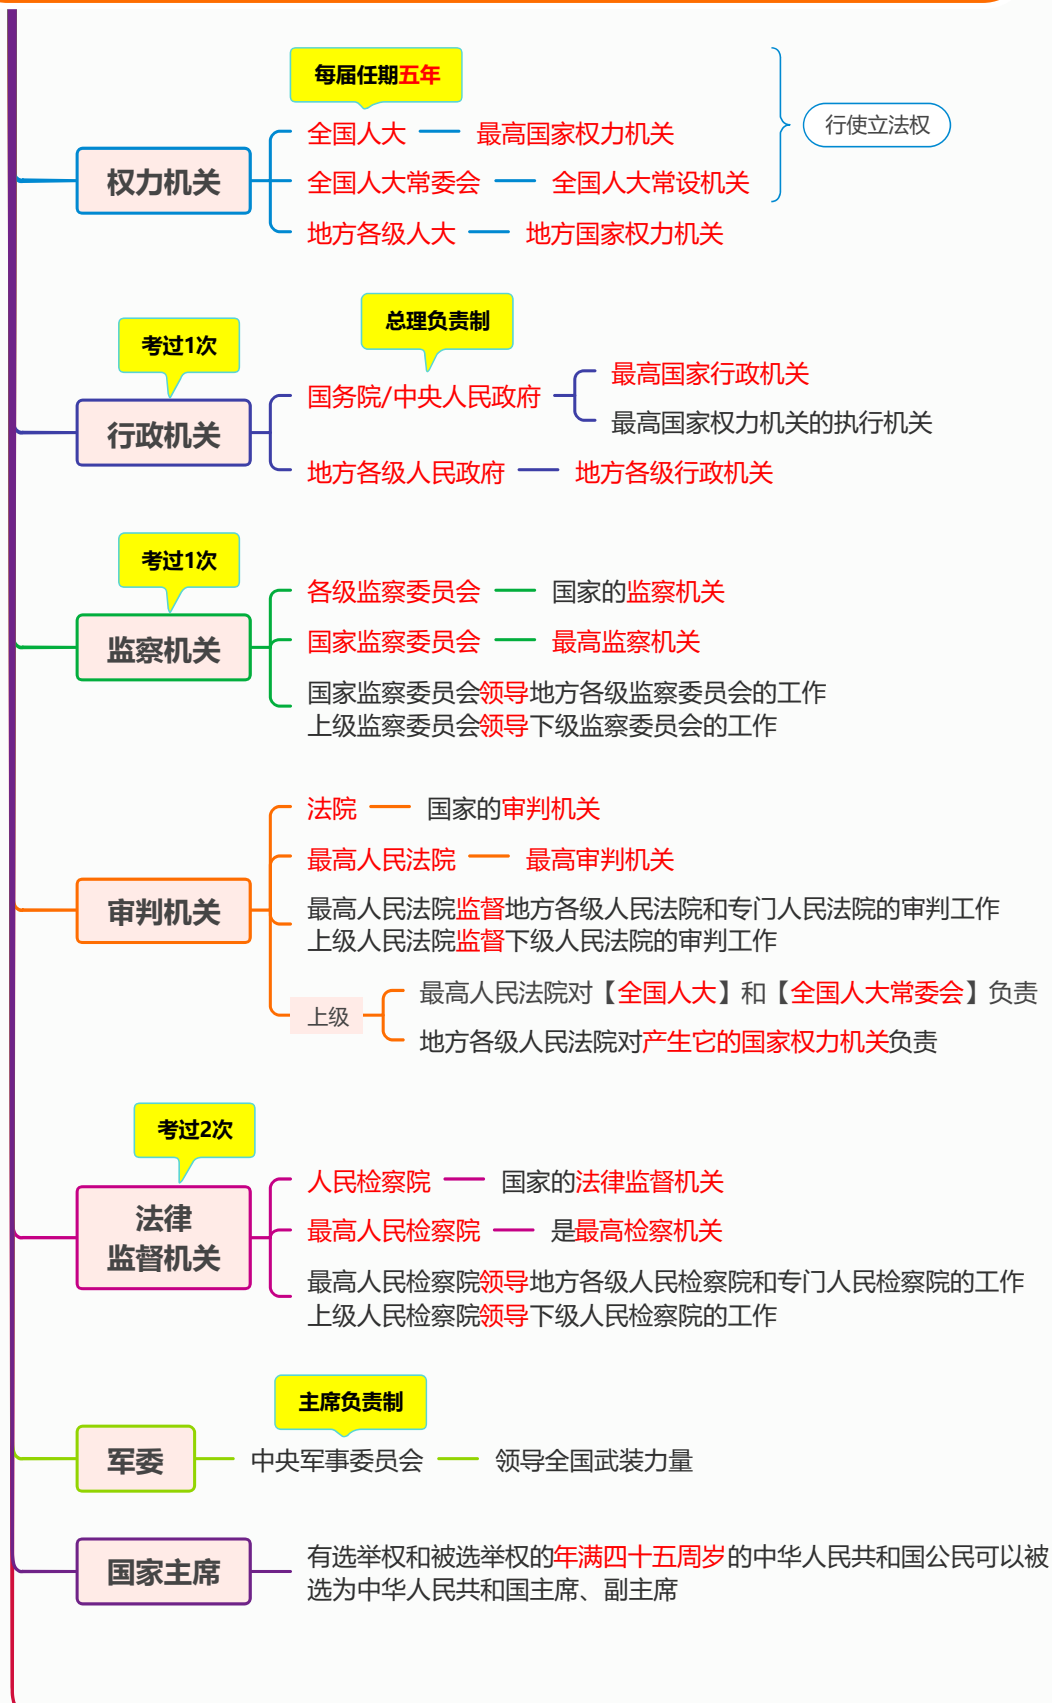 每届任期五年
全国人大
最高国家权力机关
行使立法权
权力机关
全国人大常委会
全国人大常设机关
地方各级人大
地方国家权力机关
总理负责制
考过1次
国务院/中央人民政府
最高国家行政机关
最高国家权力机关的执行机关
行政机关
地方各级人民政府
地方各级行政机关
考过1次
各级监察委员会
国家的监察机关
监察机关
国家监察委员会
最高监察机关
国家监察委员会领导地方各级监察委员会的工作
上级监察委员会领导下级监察委员会的工作
法院
国家的审判机关
最高人民法院
最高审判机关
审判机关
最高人民法院监督地方各级人民法院和专门人民法院的审判工作
上级人民法院监督下级人民法院的审判工作
上级
最高人民法院对【全国人大】和【全国人大常委会】负责
地方各级人民法院对产生它的国家权力机关负责
考过2次
人民检察院
国家的法律监督机关
法律
监督机关
最高人民检察院
是最高检察机关
最高人民检察院领导地方各级人民检察院和专门人民检察院的工作
上级人民检察院领导下级人民检察院的工作
主席负责制
军委
中央军事委员会
领导全国武装力量
国家主席
有选举权和被选举权的年满四十五周岁的中华人民共和国公民可以被
选为中华人民共和国主席、副主席